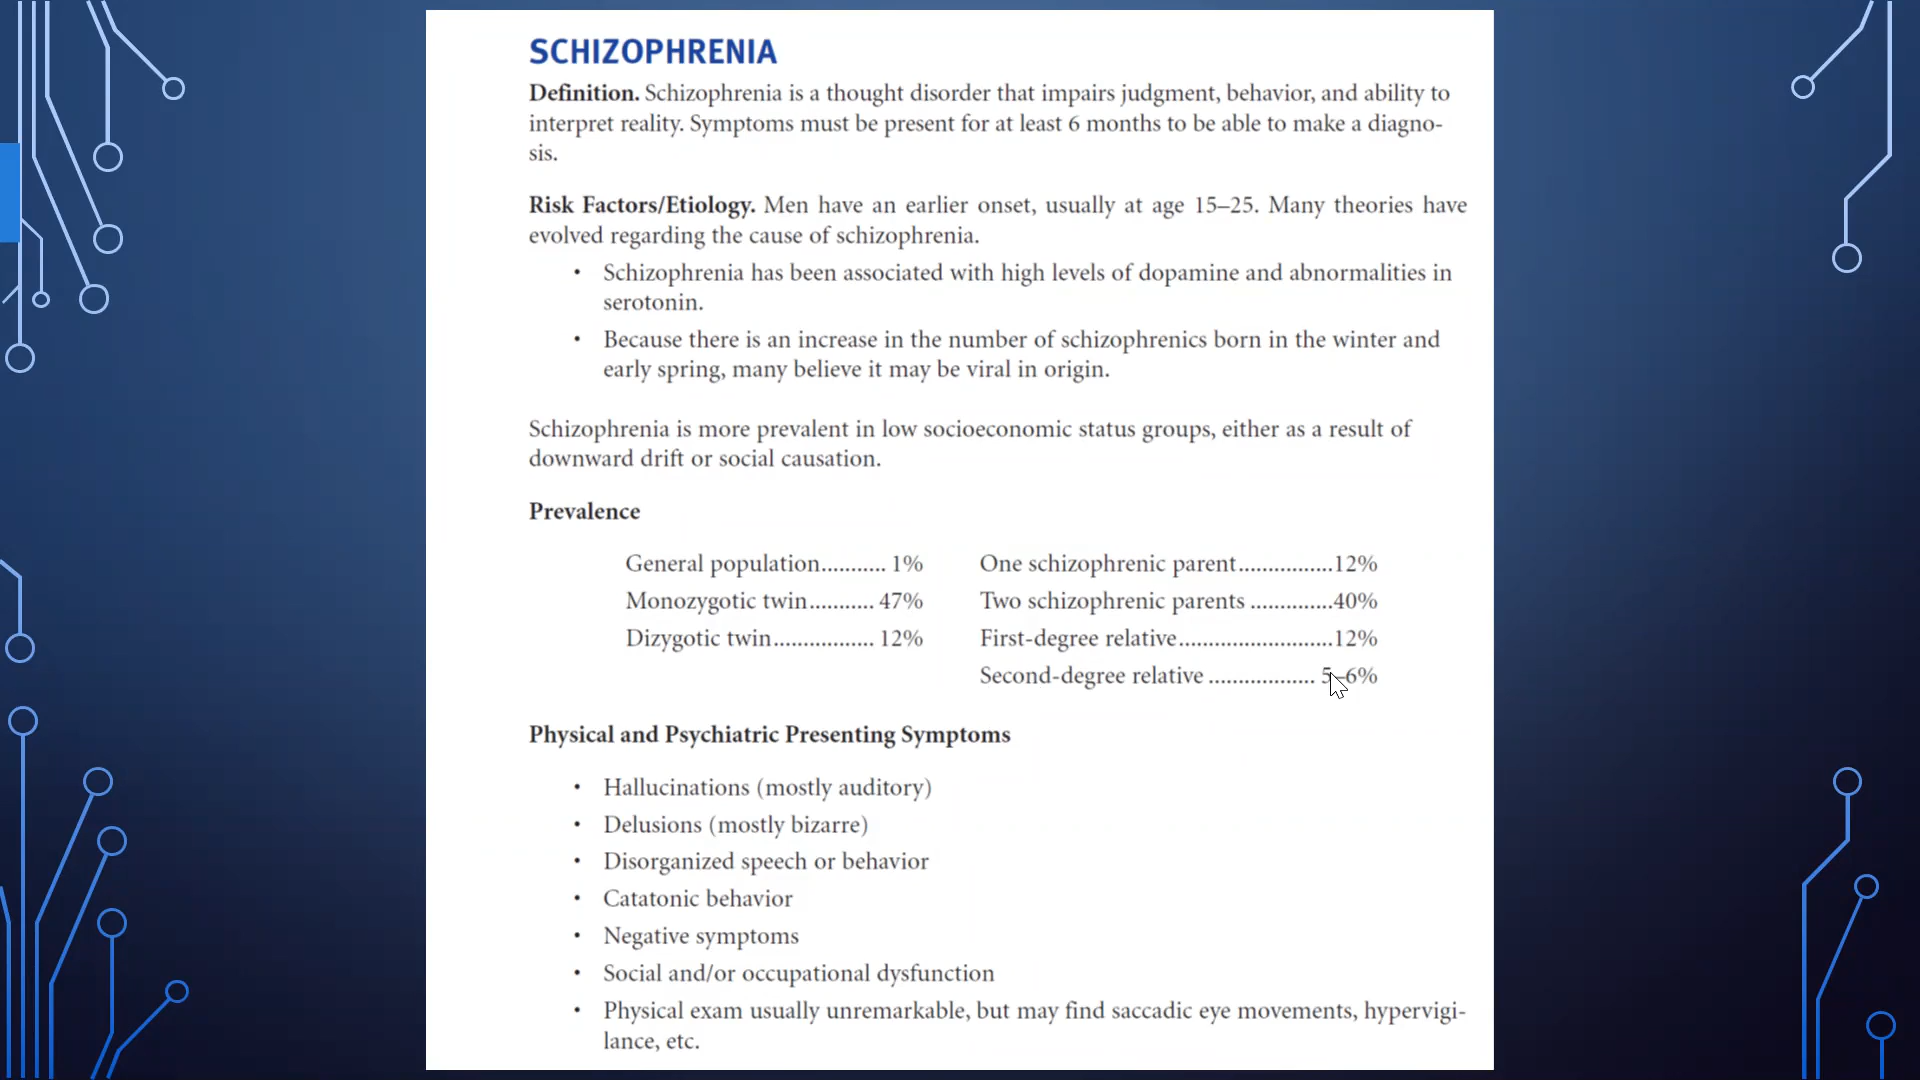 SCHIZOPHRENIA
Definition. Schizophrenia is a thought disorder that impairs judgment, behavior, and ability to
interpret reality. Symptoms must be present for at least 6 months to be able to make a diagno-
sis.
Risk Factors/Etiology. Men have an earlier onset, usually at age 15–25. Many theories have
evolved regarding the cause of schizophrenia.
• Schizophrenia has been associated with high levels of dopamine and abnormalities in
serotonin.
• Because there is an increase in the number of schizophrenics born in the winter and
early spring, many believe it may be viral in origin.
Schizophrenia is more prevalent in low socioeconomic status groups, either as a result of
downward drift or social causation.
Prevalence
General population........... 1%
Monozygotic twin........... 47%
Dizygotic twin................. 12%
One schizophrenic parent................12%
Two schizophrenic parents ..............40%
First-degree relative..........................12%
Second-degree relative .................. 5–6%
Physical and Psychiatric Presenting Symptoms
• Hallucinations (mostly auditory)
• Delusions (mostly bizarre)
• Disorganized speech or behavior
• Catatonic behavior
• Negative symptoms
• Social and/or occupational dysfunction
• Physical exam usually unremarkable, but may find saccadic eye movements, hypervigi-
lance, etc.